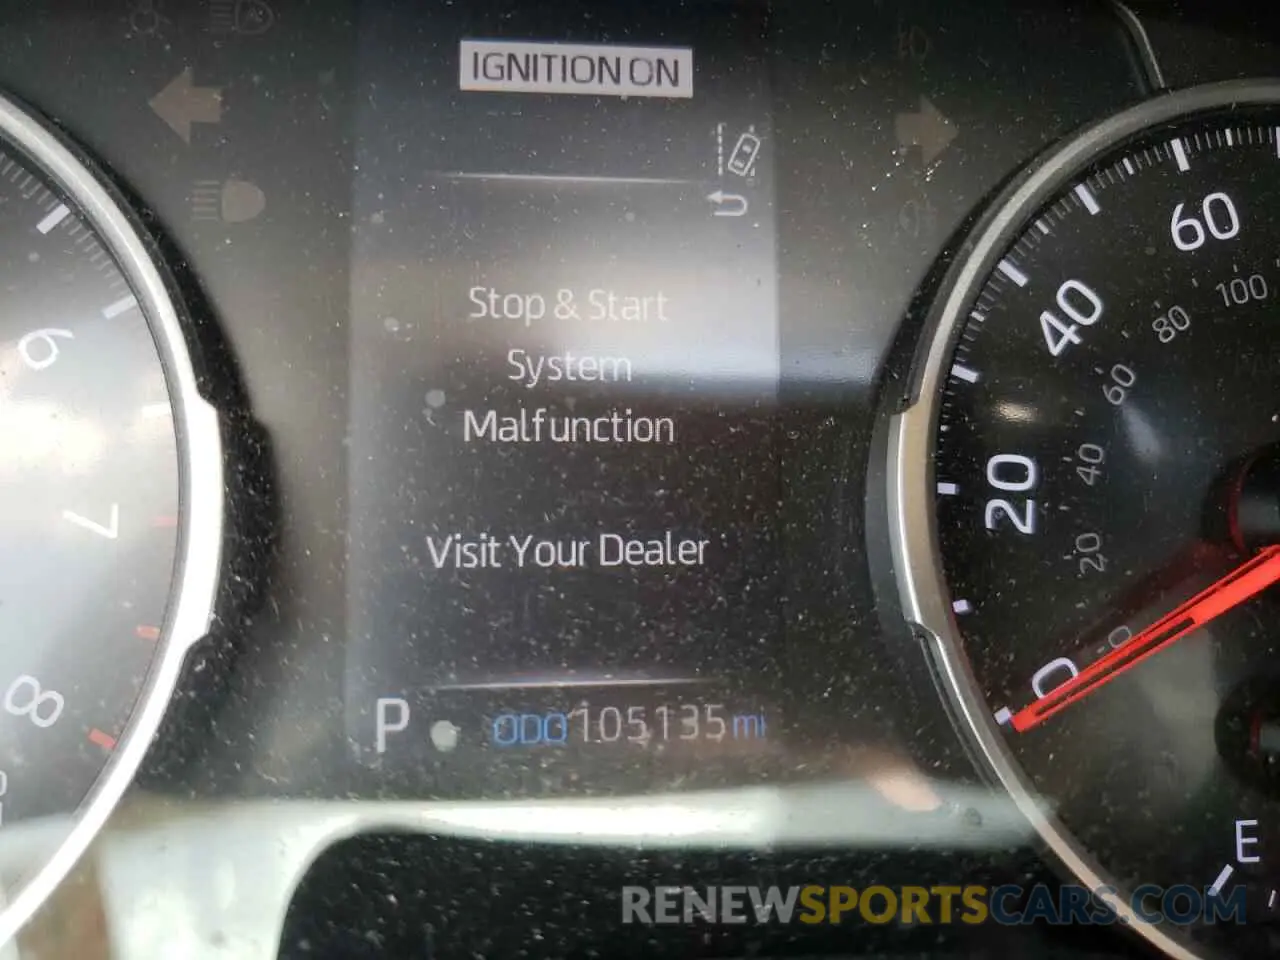 IGNITION ON
Stop & Start
System
Malfunction
Visit Your Dealer
P ODO 105135 mi
6
7
8
60
40
20
0
100
80
60
40
20
0
E
RENEWSPORTSCARS.COM